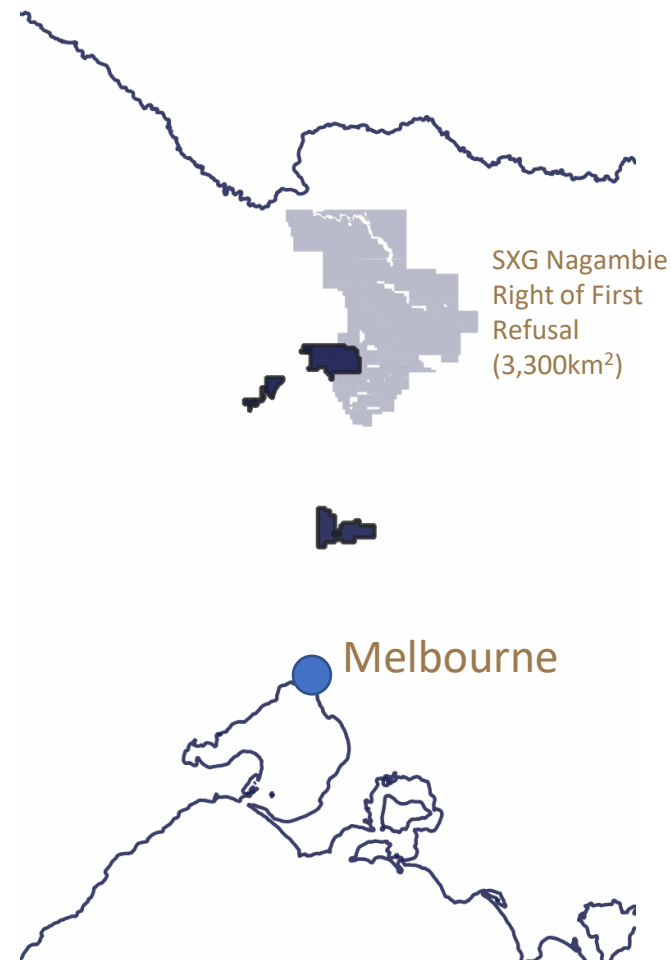 SXG Nagambie
Right of First
Refusal
(3,300km²)
Melbourne